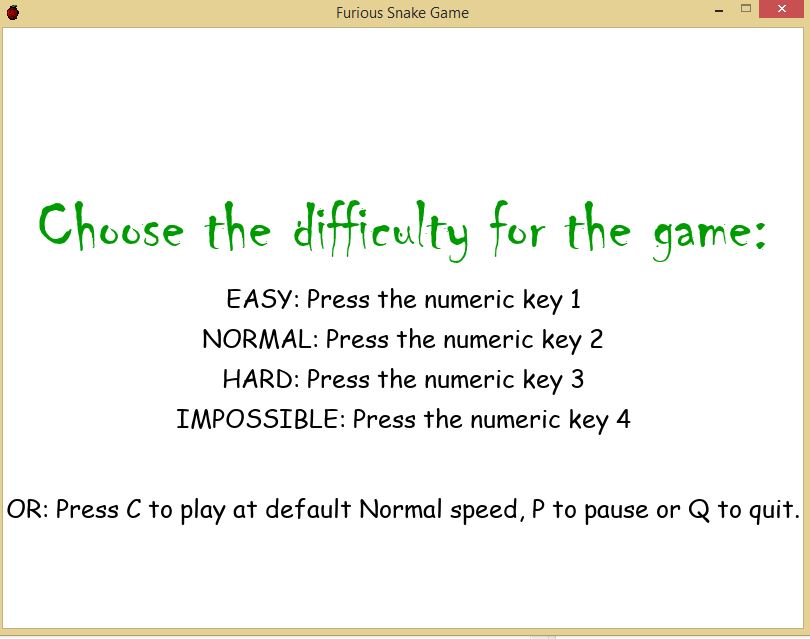 Furious Snake Game
Choose the difficulty for the game:
EASY: Press the numeric key 1
NORMAL: Press the numeric key 2
HARD: Press the numeric key 3
IMPOSSIBLE: Press the numeric key 4
OR: Press C to play at default Normal speed, P to pause or Q to quit.